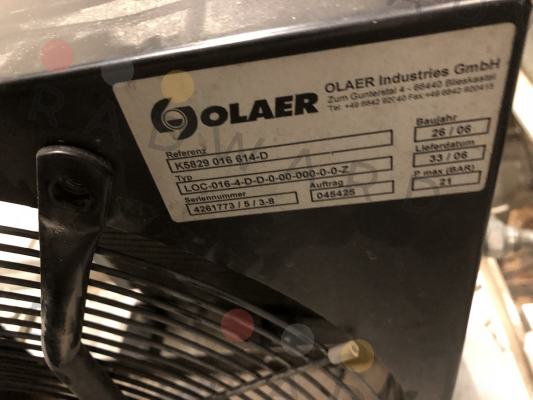 OLAER
OLAER Industries GmbH
Zum Gunterstal 4 - 66440 Blieskastel
Tel. +49 6842 92040 Fax +49 6842 9204
Referenz
K5829 016 614-D
Typ
LOC-016-4-D-D-0-00-000-0-0-Z
Seriennummer
4261773 / 5 / 3-8
Auftrag
045425
Baujahr
26 / 06
Lieferdatum
33 / 06
P max (BAR)
21